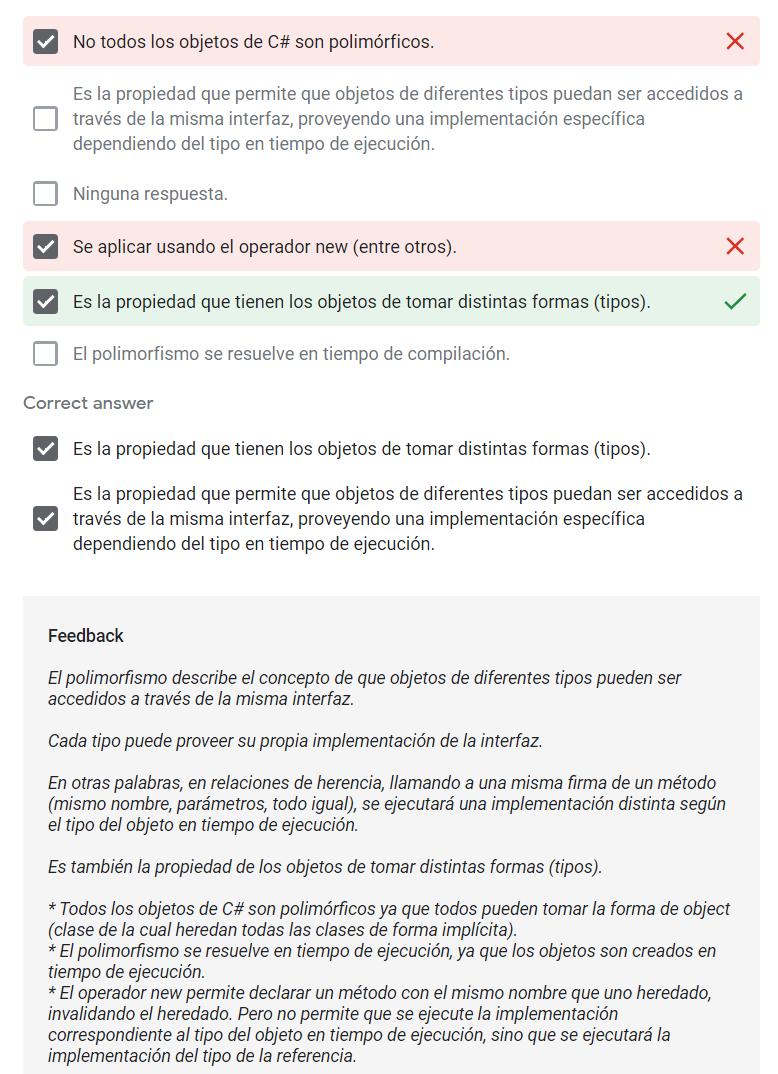 No todos los objetos de C# son polimórficos.
Es la propiedad que permite que objetos de diferentes tipos puedan ser accedidos a
través de la misma interfaz, proveyendo una implementación específica
dependiendo del tipo en tiempo de ejecución.
Ninguna respuesta.
Se aplicar usando el operador new (entre otros).
Es la propiedad que tienen los objetos de tomar distintas formas (tipos).
El polimorfismo se resuelve en tiempo de compilación.
Correct answer
Es la propiedad que tienen los objetos de tomar distintas formas (tipos).
Es la propiedad que permite que objetos de diferentes tipos puedan ser accedidos a
través de la misma interfaz, proveyendo una implementación específica
dependiendo del tipo en tiempo de ejecución.
Feedback
El polimorfismo describe el concepto de que objetos de diferentes tipos pueden ser
accedidos a través de la misma interfaz.
Cada tipo puede proveer su propia implementación de la interfaz.
En otras palabras, en relaciones de herencia, llamando a una misma firma de un método
(mismo nombre, parámetros, todo igual), se ejecutará una implementación distinta según
el tipo del objeto en tiempo de ejecución.
Es también la propiedad de los objetos de tomar distintas formas (tipos).
* Todos los objetos de C# son polimórficos ya que todos pueden tomar la forma de object
(clase de la cual heredan todas las clases de forma implícita).
* El polimorfismo se resuelve en tiempo de ejecución, ya que los objetos son creados en
tiempo de ejecución.
* El operador new permite declarar un método con el mismo nombre que uno heredado,
invalidando el heredado. Pero no permite que se ejecute la implementación
correspondiente al tipo del objeto en tiempo de ejecución, sino que se ejecutará la
implementación del tipo de la referencia.